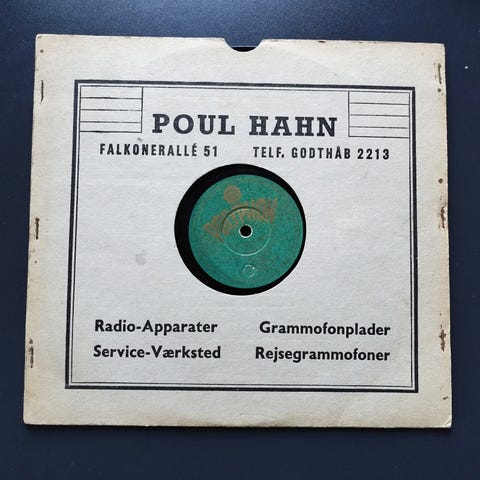 POUL HAHN
FALKONERALLÉ 51 TELF. GODTHÅB 2213
Radio-Apparater Grammofonplader
Service-Værksted Rejsegrammofoner